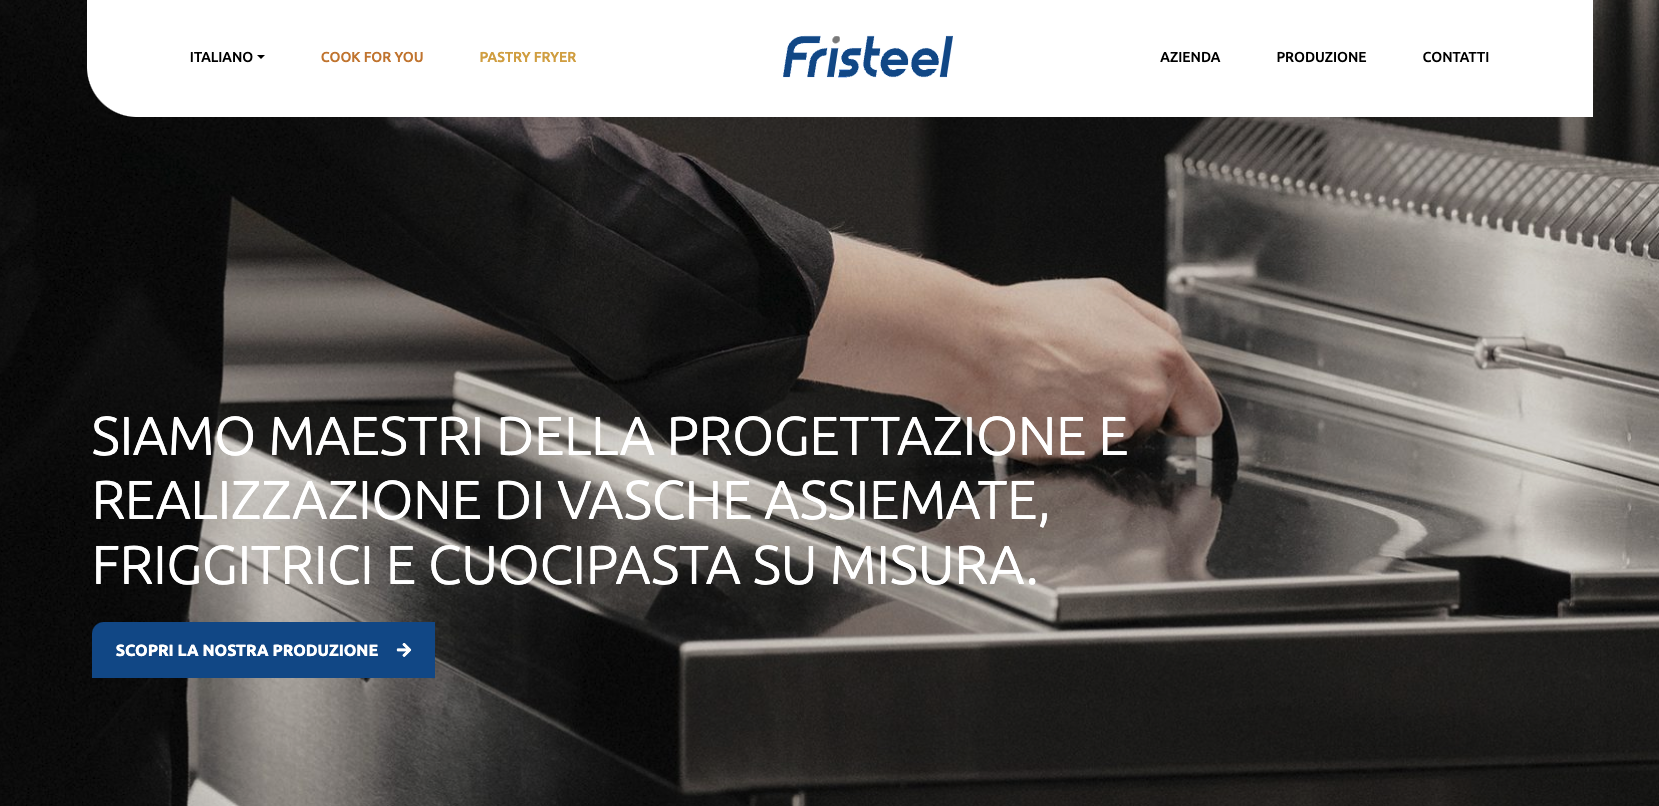 ITALIANO
COOK FOR YOU
PASTRY FRYER
Fristeel
AZIENDA
PRODUZIONE
CONTATTI
SIAMO MAESTRI DELLA PROGETTAZIONE E
REALIZZAZIONE DI VASCHE ASSIEMATE,
FRIGGITRICI E CUOCIPASTA SU MISURA.
SCOPRI LA NOSTRA PRODUZIONE →